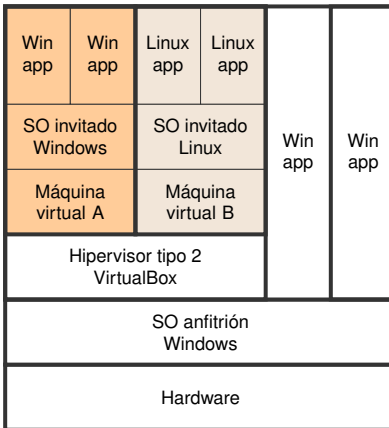 Win
app
Win
app
Linux
app
Linux
app
SO invitado
Windows
SO invitado
Linux
Win
app
Win
app
Máquina
virtual A
Máquina
virtual B
Hipervisor tipo 2
VirtualBox
SO anfitrión
Windows
Hardware